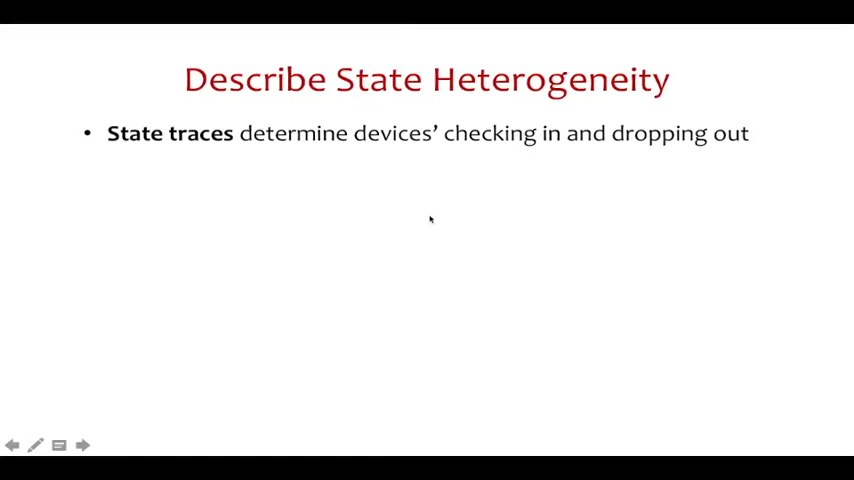 Describe State Heterogeneity
• State traces determine devices’ checking in and dropping out